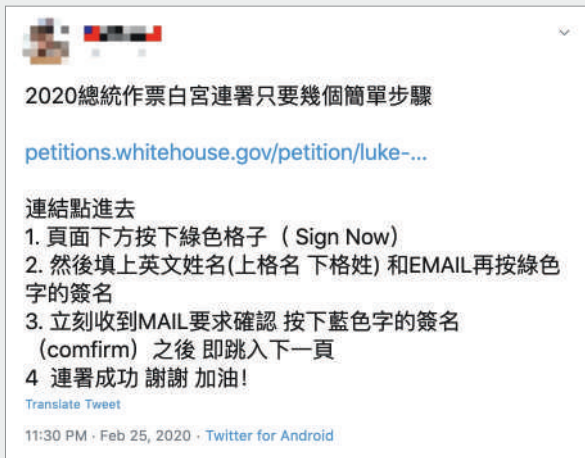 2020總統作票白宮連署只要幾個簡單步驟
petitions.whitehouse.gov/petition/luke-...
連結點進去
1. 頁面下方按下綠色格子（ Sign Now）
2. 然後填上英文姓名(上格名 下格姓) 和EMAIL再按綠色
字的簽名
3. 立刻收到MAIL要求確認 按下藍色字的簽名
（comfirm）之後 即跳入下一頁
4 連署成功 謝謝 加油！
Translate Tweet
11:30 PM · Feb 25, 2020 · Twitter for Android